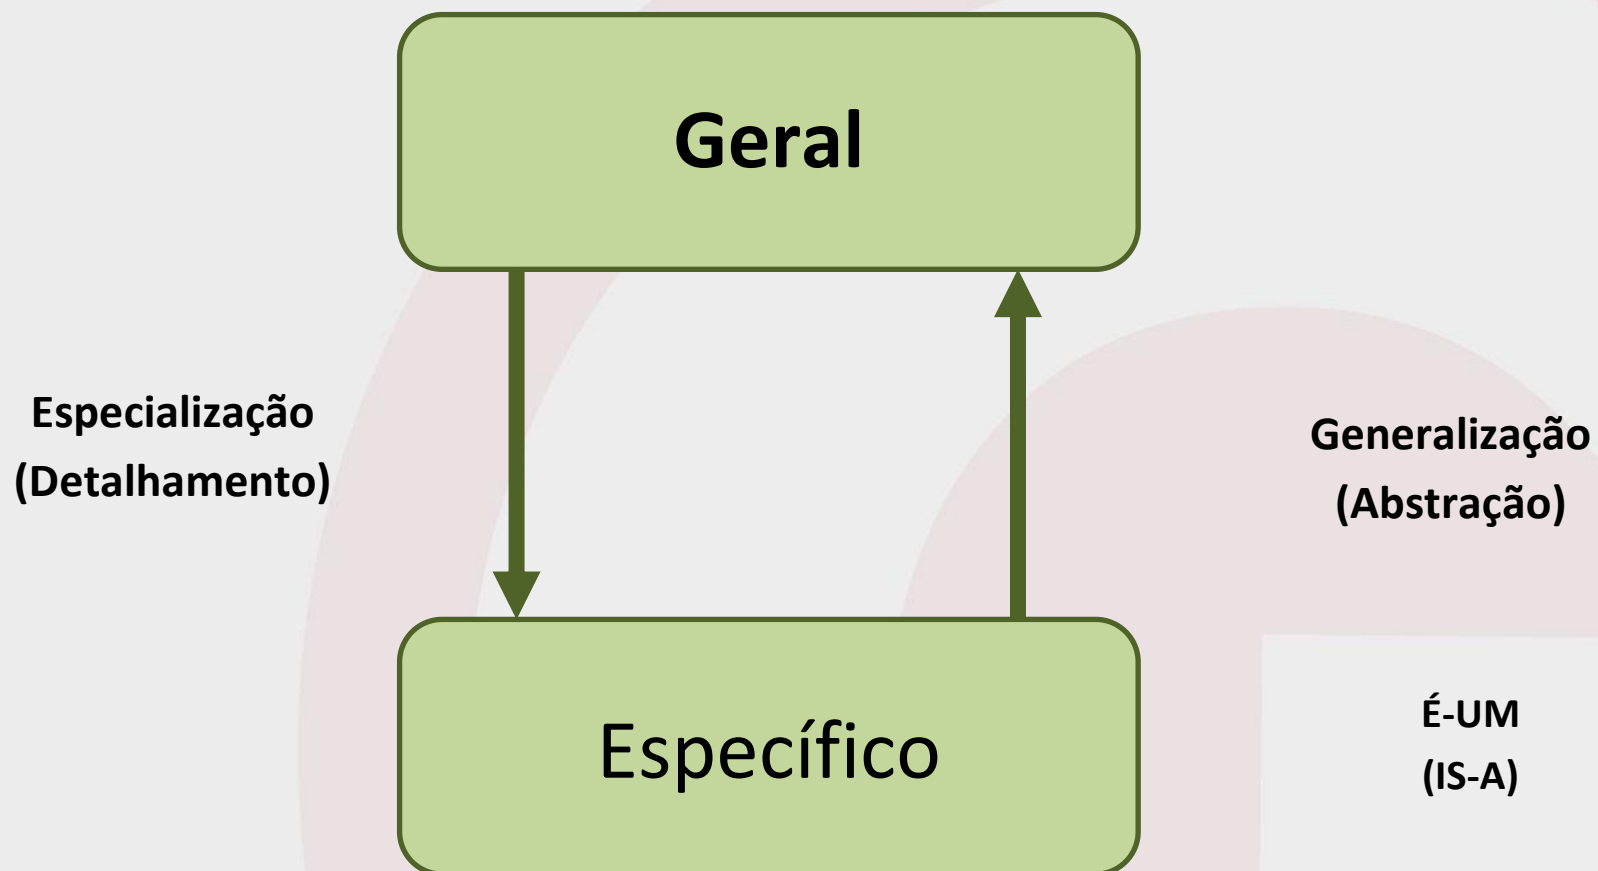 Geral
Especialização
(Detalhamento)
Generalização
(Abstração)
Específico
É-UM
(IS-A)